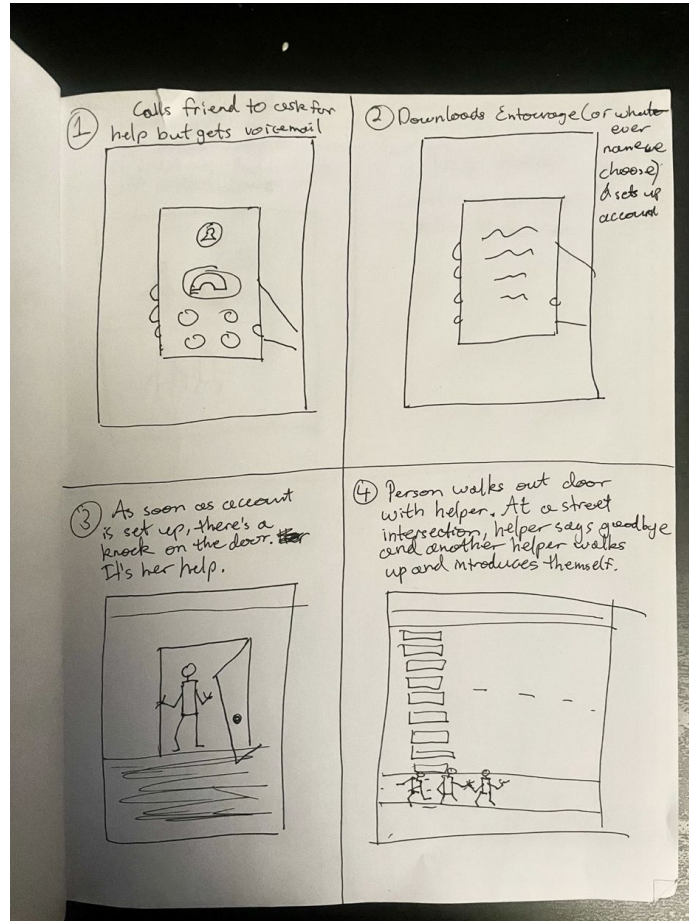 1 Calls friend to ask for
help but gets voicemail
2 Downloads Entourage (or what
ever
name we
choose)
& sets up
account
3 As soon as account
is set up, there's a
knock on the door.
It's her help.
4 Person walks out door
with helper. At a street
intersection, helper says goodbye
and another helper walks
up and introduces themself.